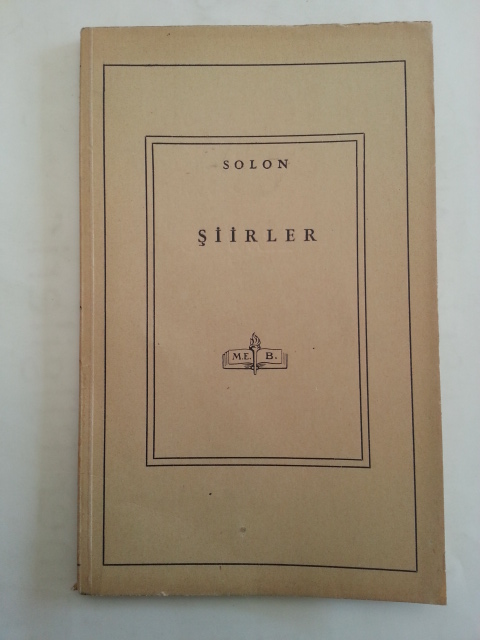 SOLON
ŞİİRLER
M.E. B.